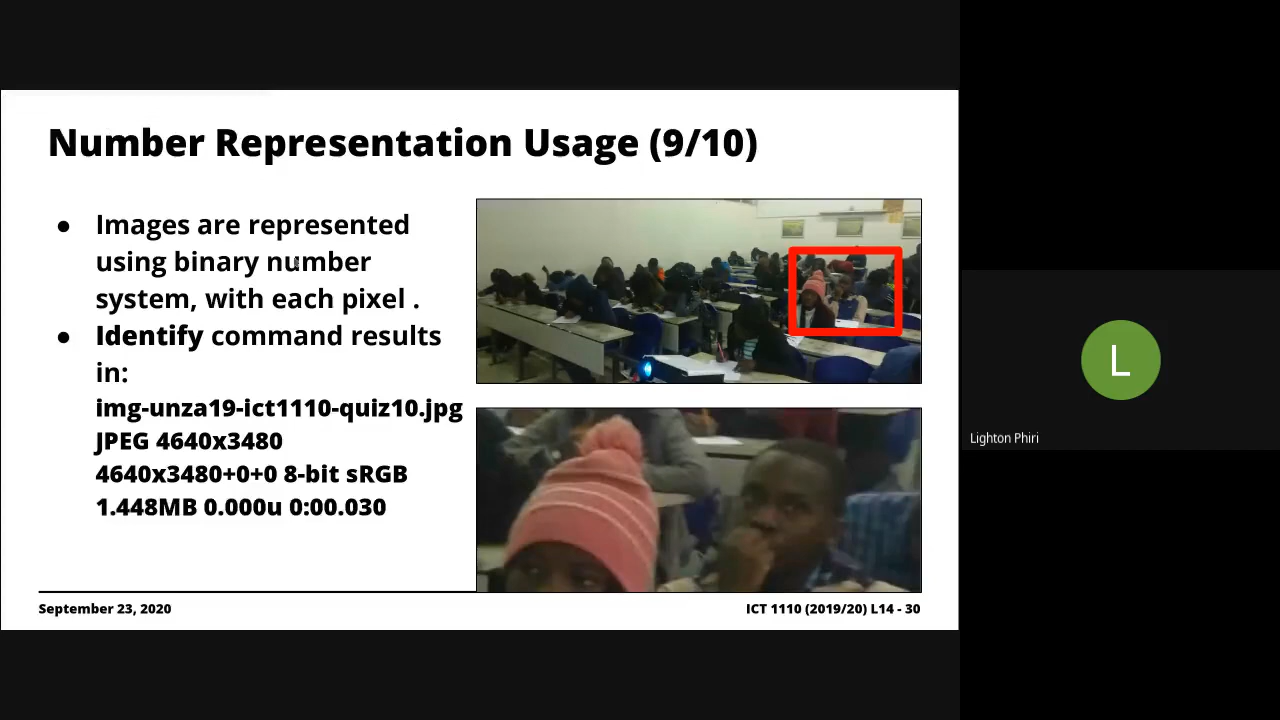 Number Representation Usage (9/10)
● Images are represented
using binary number
system, with each pixel .
● Identify command results
in:
img-unza19-ict1110-quiz10.jpg
JPEG 4640x3480
4640x3480+0+0 8-bit sRGB
1.448MB 0.000u 0:00.030
September 23, 2020
ICT 1110 (2019/20) L14 - 30
L
Lighton Phiri